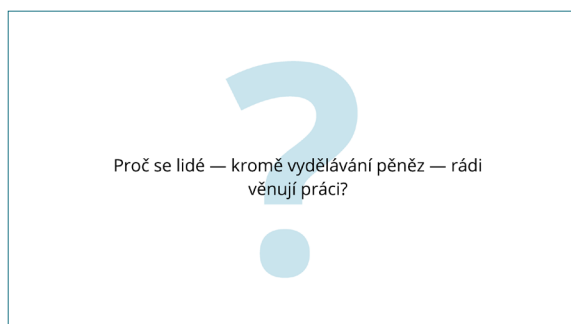 Proč se lidé — kromě vydělávání pěněz — rádi
věnují práci?